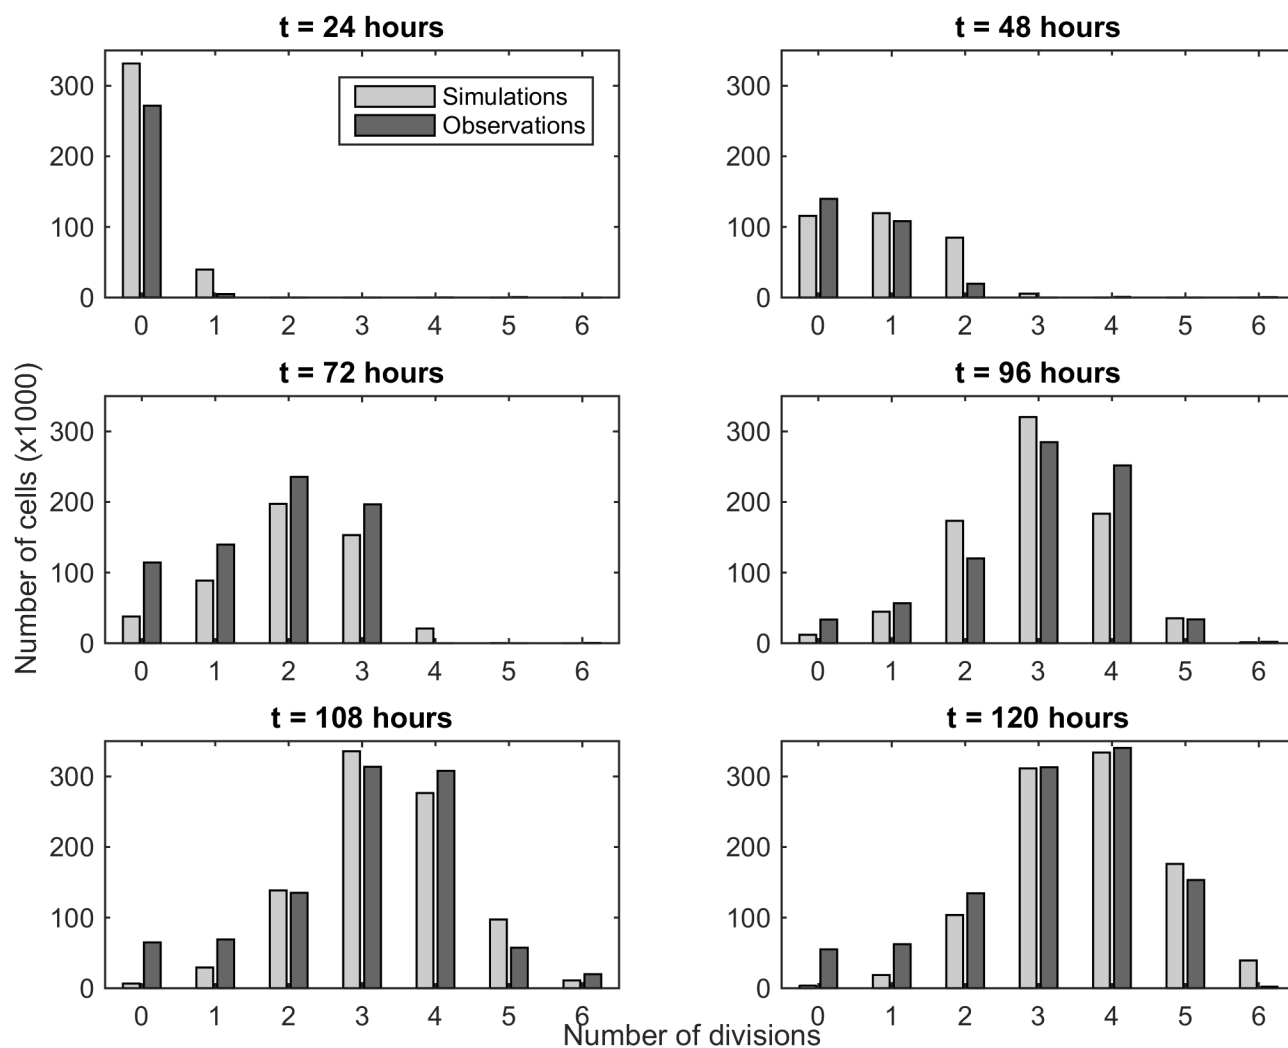 t = 24 hours
300
200
100
0
0 1 2 3 4 5 6
Simulations
Observations
t = 48 hours
300
200
100
0
0 1 2 3 4 5 6
Number of cells (x1000)
t = 72 hours
300
200
100
0
0 1 2 3 4 5 6
t = 96 hours
300
200
100
0
0 1 2 3 4 5 6
t = 108 hours
300
200
100
0
0 1 2 3 4 5 6
t = 120 hours
300
200
100
0
0 1 2 3 4 5 6
Number of divisions